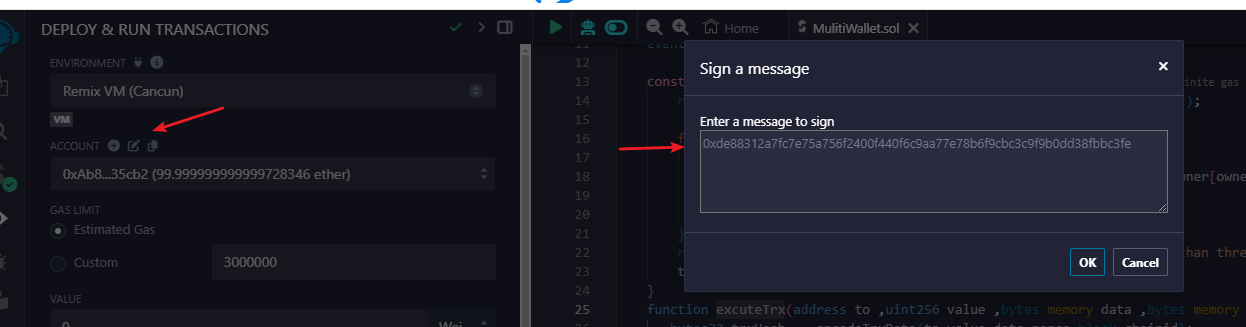 DEPLOY & RUN TRANSACTIONS
ENVIRONMENT
Remix VM (Cancun)
VM
ACCOUNT
0xAb8...35cb2 (99.999999999999728346 ether)
GAS LIMIT
Estimated Gas
Custom
3000000
VALUE
0
Wei
Home
MulitiWallet.sol
11 event
12
13 const inite gas
14 );
15
16
17
18 ner[owne
19
20
21 }
22 han thre
23
24 }
25 function excuteTrx(address to ,uint256 value ,bytes memory data ,bytes memory
Sign a message
Enter a message to sign
0xde88312a7fc7e75a756f2400f440f6c9aa77e78b6f9cbc3c9f9b0dd38fbbc3fe
OK
Cancel